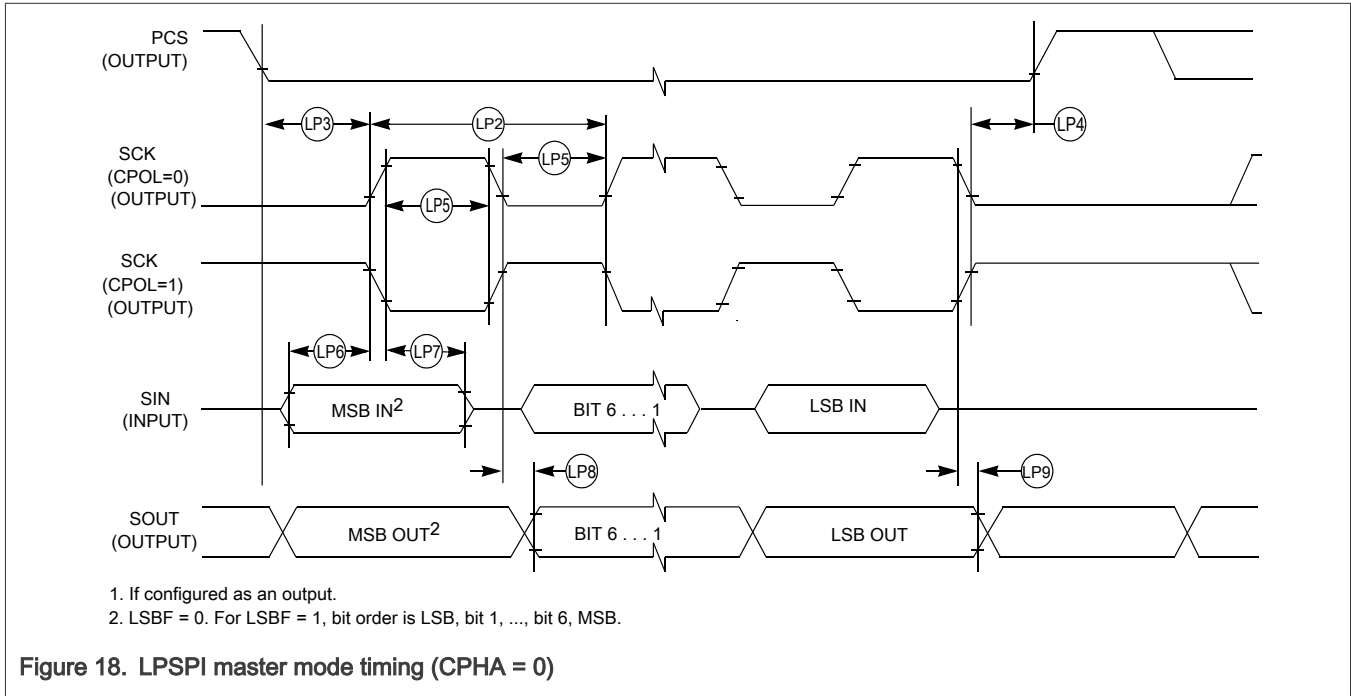 PCS
(OUTPUT)
LP3
LP2
LP4
SCK
(CPOL=0)
(OUTPUT)
LP5
LP5
SCK
(CPOL=1)
(OUTPUT)
LP6
LP7
SIN
(INPUT)
MSB IN2
BIT 6 . . . 1
LSB IN
LP8
LP9
SOUT
(OUTPUT)
MSB OUT2
BIT 6 . . . 1
LSB OUT
1. If configured as an output.
2. LSBF = 0. For LSBF = 1, bit order is LSB, bit 1, ..., bit 6, MSB.
Figure 18. LPSPI master mode timing (CPHA = 0)